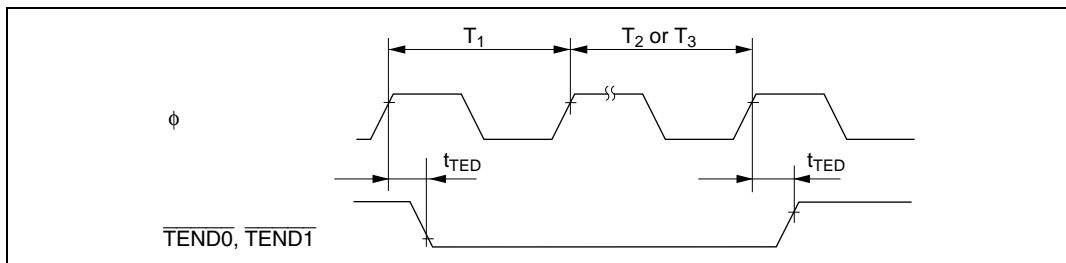 T1 T2 or T3
ϕ
tTED tTED
TEND0, TEND1